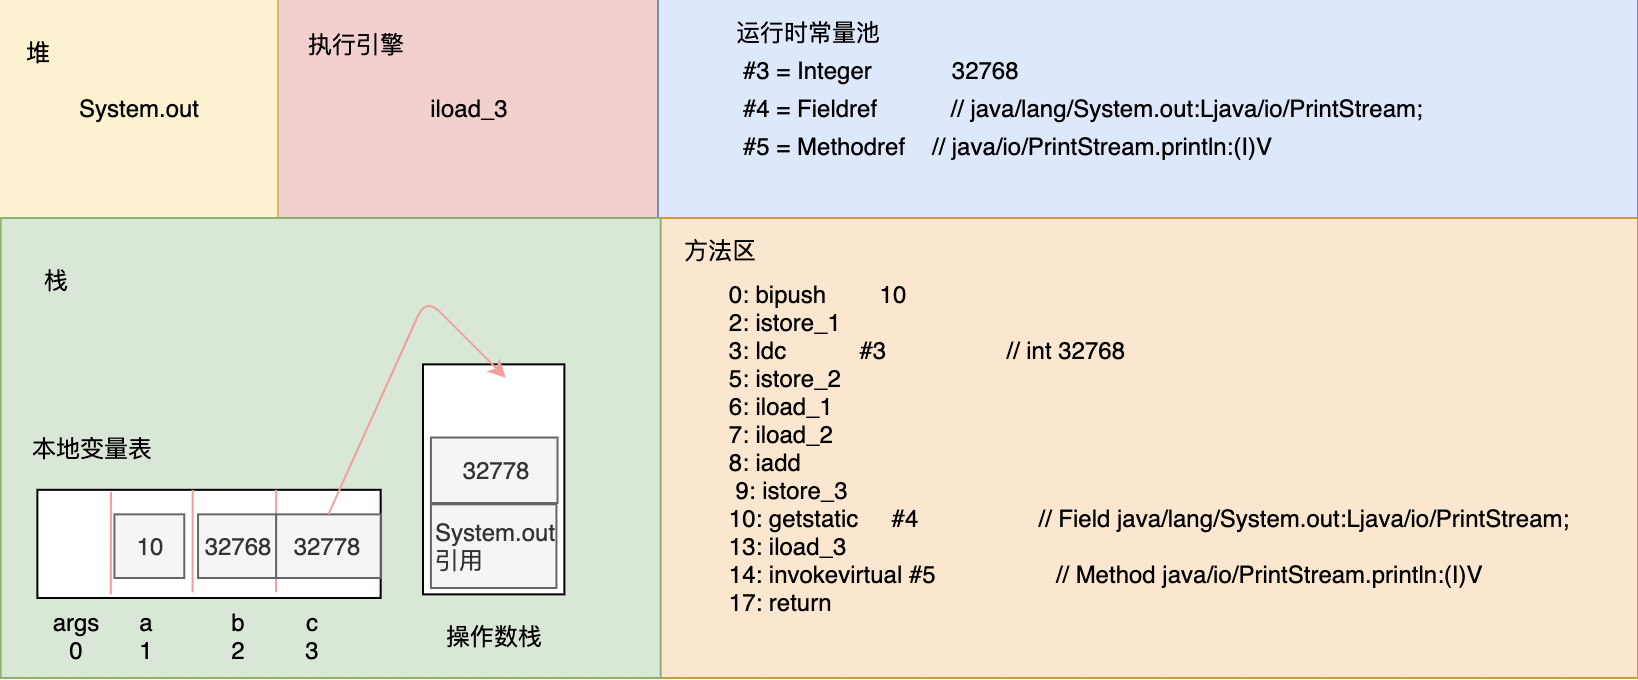 堆
System.out
执行引擎
iload_3
运行时常量池
#3 = Integer 32768
#4 = Fieldref // java/lang/System.out:Ljava/io/PrintStream;
#5 = Methodref // java/io/PrintStream.println:(I)V
栈
本地变量表
10 32768 32778
args a b c
0 1 2 3
32778
System.out
引用
操作数栈
方法区
0: bipush 10
2: istore_1
3: ldc #3 // int 32768
5: istore_2
6: iload_1
7: iload_2
8: iadd
9: istore_3
10: getstatic #4 // Field java/lang/System.out:Ljava/io/PrintStream;
13: iload_3
14: invokevirtual #5 // Method java/io/PrintStream.println:(I)V
17: return